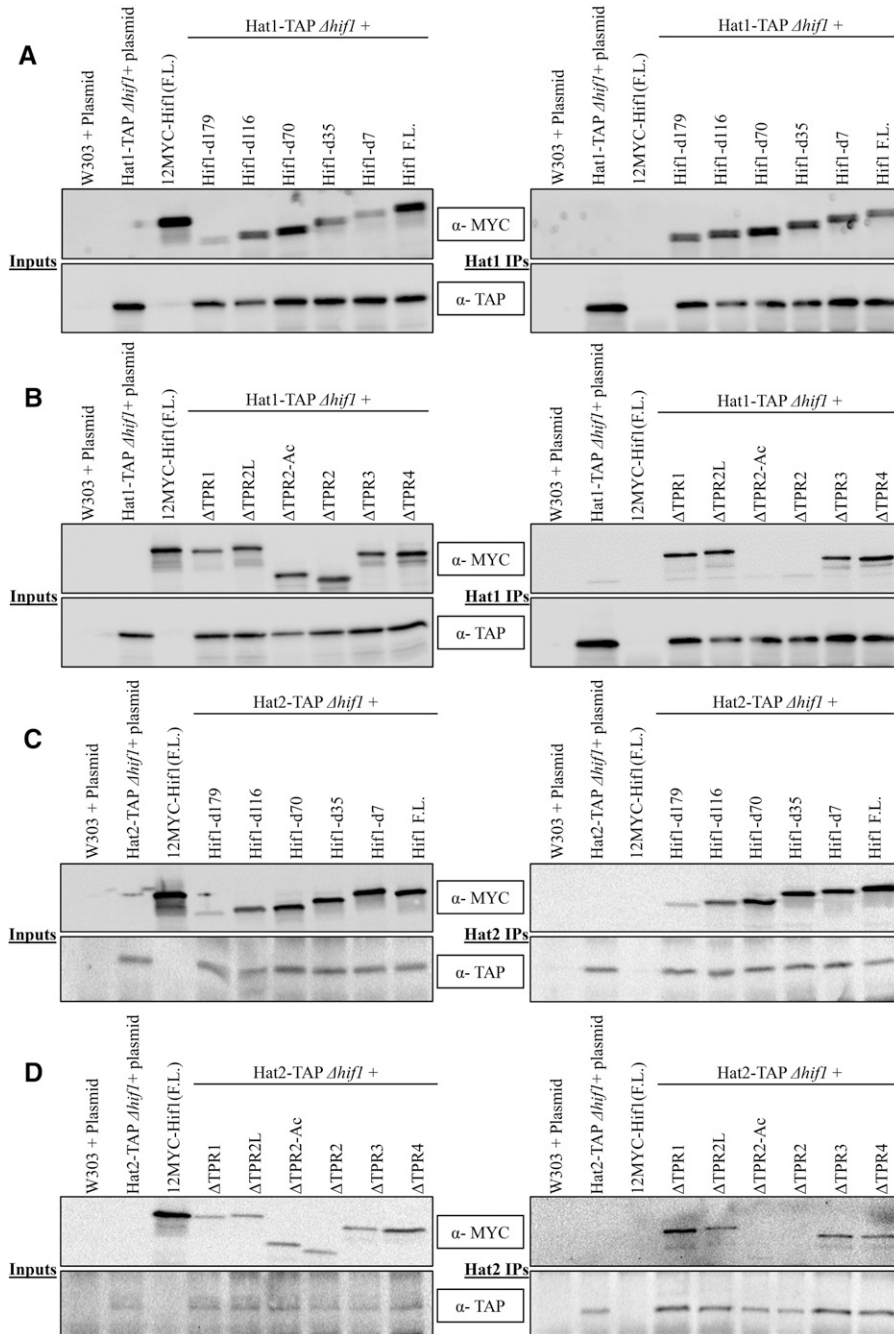 A
Hat1-TAP Δhif1 +
W303 + Plasmid
Hat1-TAP Δhif1+ plasmid
12MYC-Hif1(F.L.)
Hif1-d179
Hif1-d116
Hif1-d70
Hif1-d35
Hif1-d7
Hif1 F.L.
Hat1-TAP Δhif1 +
W303 + Plasmid
Hat1-TAP Δhif1+ plasmid
12MYC-Hif1(F.L.)
Hif1-d179
Hif1-d116
Hif1-d70
Hif1-d35
Hif1-d7
Hif1 F.L.
α- MYC
Inputs
Hat1 IPs
α- TAP
B
Hat1-TAP Δhif1 +
W303 + Plasmid
Hat1-TAP Δhif1+ plasmid
12MYC-Hif1(F.L.)
ΔTPR1
ΔTPR2L
ΔTPR2-Ac
ΔTPR2
ΔTPR3
ΔTPR4
Hat1-TAP Δhif1 +
W303 + Plasmid
Hat1-TAP Δhif1+ plasmid
12MYC-Hif1(F.L.)
ΔTPR1
ΔTPR2L
ΔTPR2-Ac
ΔTPR2
ΔTPR3
ΔTPR4
α- MYC
Inputs
Hat1 IPs
α- TAP
C
Hat2-TAP Δhif1 +
W303 + Plasmid
Hat2-TAP Δhif1+ plasmid
12MYC-Hif1(F.L.)
Hif1-d179
Hif1-d116
Hif1-d70
Hif1-d35
Hif1-d7
Hif1 F.L.
Hat2-TAP Δhif1 +
W303 + Plasmid
Hat2-TAP Δhif1+ plasmid
12MYC-Hif1(F.L.)
Hif1-d179
Hif1-d116
Hif1-d70
Hif1-d35
Hif1-d7
Hif1 F.L.
α- MYC
Inputs
Hat2 IPs
α- TAP
D
Hat2-TAP Δhif1 +
W303 + Plasmid
Hat2-TAP Δhif1+ plasmid
12MYC-Hif1(F.L.)
ΔTPR1
ΔTPR2L
ΔTPR2-Ac
ΔTPR2
ΔTPR3
ΔTPR4
Hat2-TAP Δhif1 +
W303 + Plasmid
Hat2-TAP Δhif1+ plasmid
12MYC-Hif1(F.L.)
ΔTPR1
ΔTPR2L
ΔTPR2-Ac
ΔTPR2
ΔTPR3
ΔTPR4
α- MYC
Inputs
Hat2 IPs
α- TAP